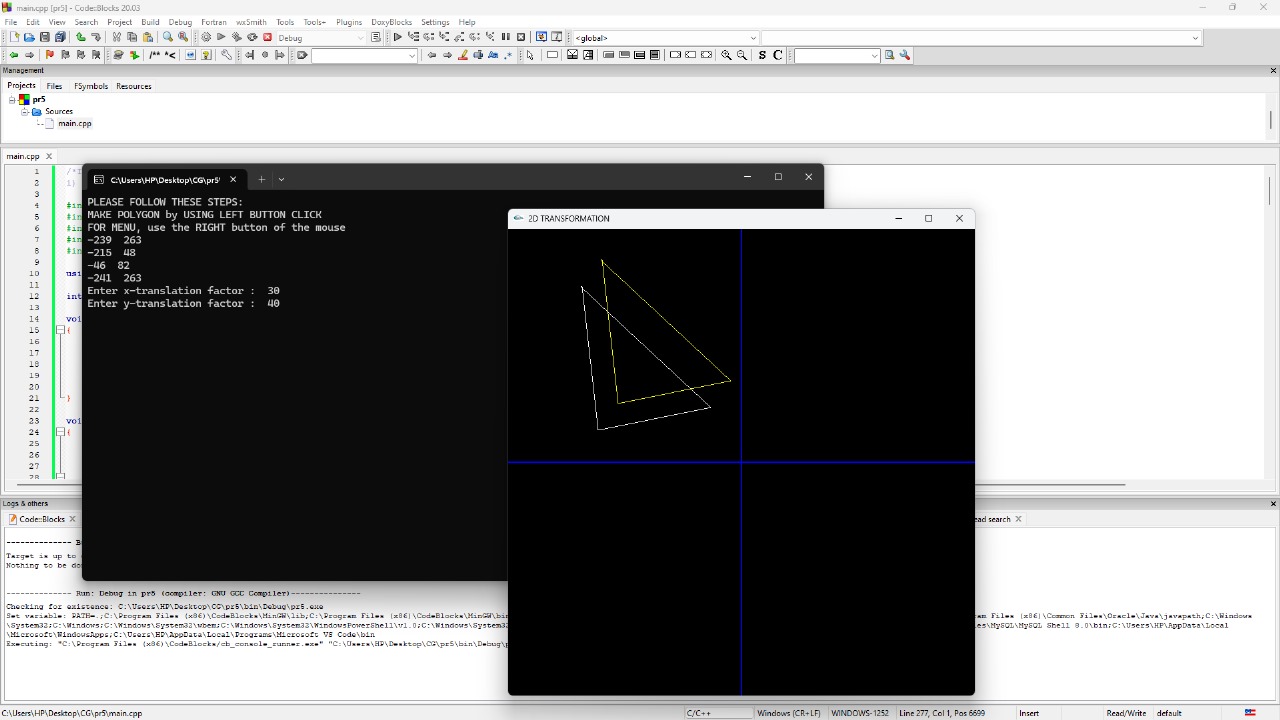 main.cpp [pr5] - Code::Blocks 20.03
File Edit View Search Project Build Debug Fortran wxSmith Tools Tools+ Plugins DoxyBlocks Settings Help
Debug
<global>
/** *<
S C
Management
Projects Files FSymbols Resources
pr5
Sources
main.cpp
main.cpp
1
2 i)
3
4 #in
5 #in
6 #in
7 #in
8 #in
9
10 usi
11
12 int
13
14 voi
15 {
16
17
18
19
20
21 }
22
23 voi
24 {
25
26
27
28
C:\Users\HP\Desktop\CG\pr5\
PLEASE FOLLOW THESE STEPS:
MAKE POLYGON by USING LEFT BUTTON CLICK
FOR MENU, use the RIGHT button of the mouse
-239 263
-215 48
-46 82
-241 263
Enter x-translation factor : 30
Enter y-translation factor : 40
2D TRANSFORMATION
Logs & others
Code::Blocks
ead search
------------- B
Target is up to
Nothing to be do
------------- Run: Debug in pr5 (compiler: GNU GCC Compiler)---------------
Checking for existence: C:\Users\HP\Desktop\CG\pr5\bin\Debug\pr5.exe
Set variable: PATH=.;C:\Program Files (x86)\CodeBlocks\MinGW\lib;C:\Program Files (x86)\CodeBlocks\MinGW\bin
am Files (x86)\Common Files\Oracle\Java\javapath;C:\Windows
\System32;C:\Windows;C:\Windows\System32\wbem;C:\Windows\System32\WindowsPowerShell\v1.0;C:\Windows\System3
les\MySQL\MySQL Shell 8.0\bin;C:\Users\HP\AppData\Local
\Microsoft\WindowsApps;C:\Users\HP\AppData\Local\Programs\Microsoft VS Code\bin
Executing: "C:\Program Files (x86)\CodeBlocks/cb_console_runner.exe" "C:\Users\HP\Desktop\CG\pr5\bin\Debug\p
C:\Users\HP\Desktop\CG\pr5\main.cpp C/C++ Windows (CR+LF) WINDOWS-1252 Line 277, Col 1, Pos 6699 Insert Read/Write default